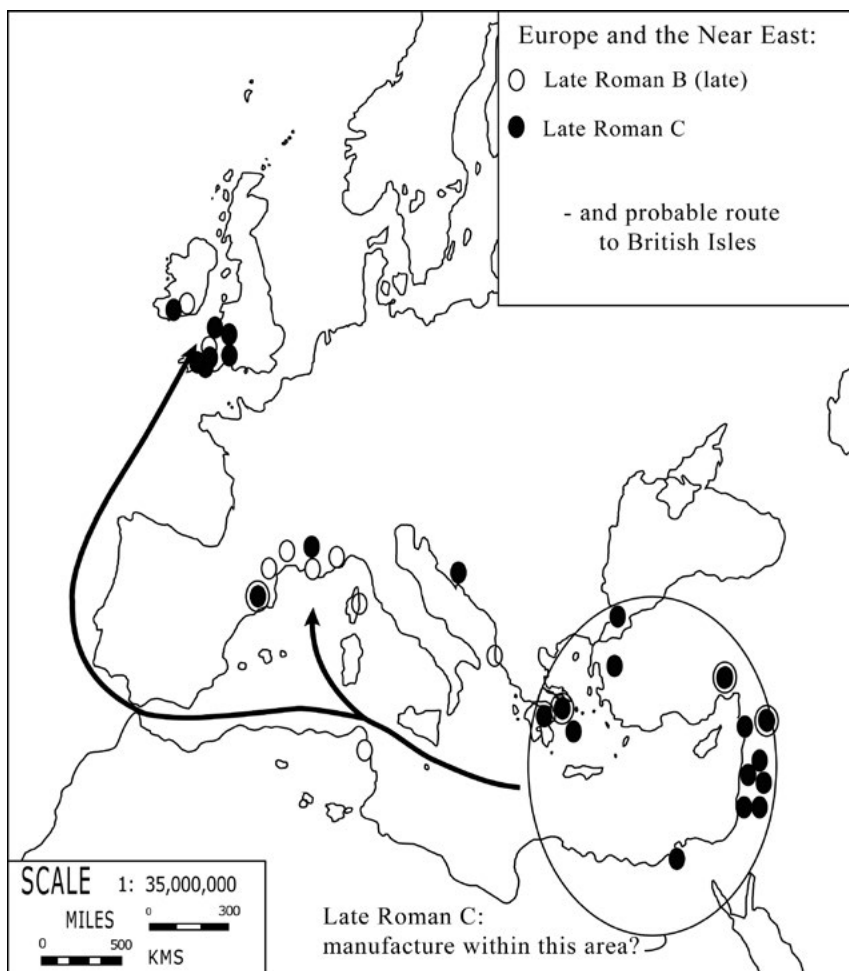 Europe and the Near East:
Late Roman B (late)
Late Roman C
- and probable route
to British Isles
SCALE 1: 35,000,000
MILES 0 300
0 500 KMS
Late Roman C:
manufacture within this area?